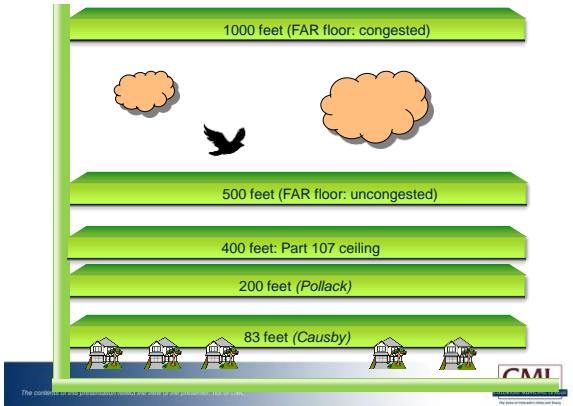 1000 feet (FAR floor: congested)
500 feet (FAR floor: uncongested)
400 feet: Part 107 ceiling
200 feet (Pollack)
83 feet (Causby)
The contents of this presentation reflect the view of the presenter, not of CML.
CML